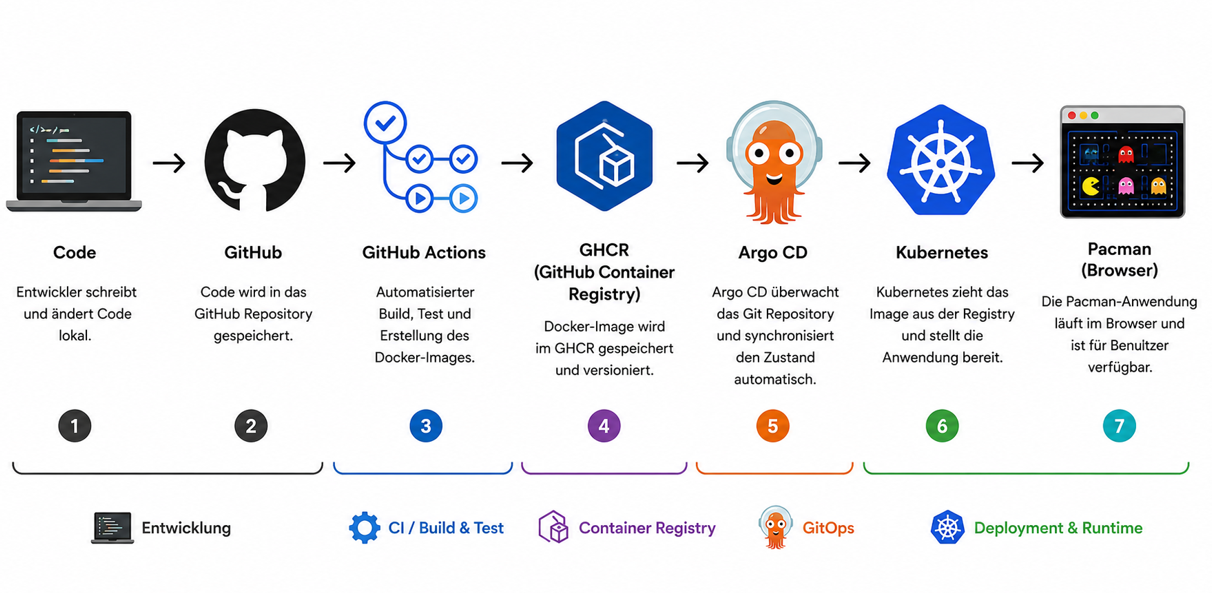 Code
Entwickler schreibt
und ändert Code
lokal.
1
GitHub
Code wird in das
GitHub Repository
gespeichert.
2
GitHub Actions
Automatisierter
Build, Test und
Erstellung des
Docker-Images.
3
GHCR
(GitHub Container
Registry)
Docker-Image wird
im GHCR gespeichert
und versioniert.
4
Argo CD
Argo CD überwacht
das Git Repository
und synchronisiert
den Zustand
automatisch.
5
Kubernetes
Kubernetes zieht das
Image aus der Registry
und stellt die
Anwendung bereit.
6
Pacman
(Browser)
Die Pacman-Anwendung
läuft im Browser und
ist für Benuitzer
verfügbar.
7
Entwicklung
CI / Build & Test
Container Registry
GitOps
Deployment & Runtime